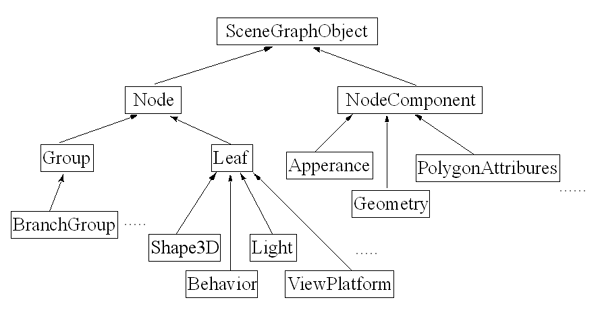 SceneGraphObject
Node
NodeComponent
Group
Leaf
Apperance
PolygonAttribures
......
Geometry
BranchGroup
.....
Shape3D
Light
.....
Behavior
ViewPlatform